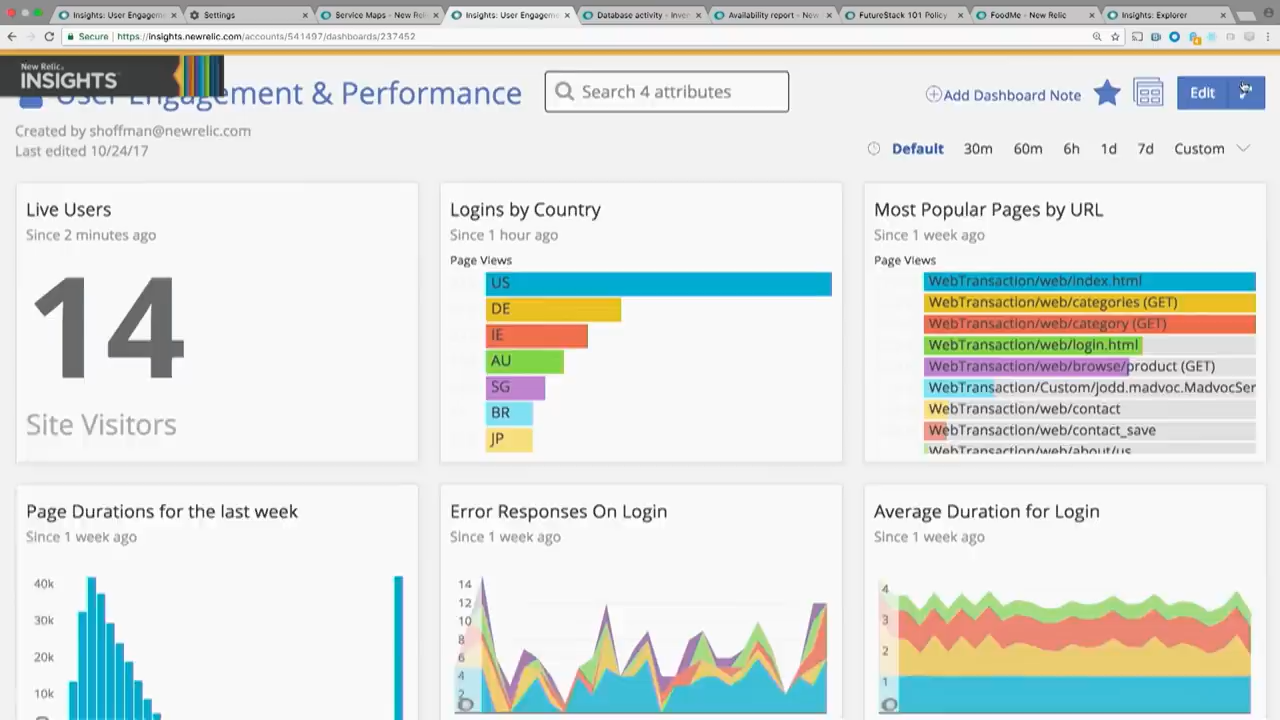 Insights: User Engagem
Settings
Service Maps - New Reli
Insights: User Engagem
Database activity - Inven
Availability report - New
FutureStack 101 Policy
FoodMe - New Relic
Insights: Explorer
Secure
https://insights.newrelic.com/accounts/541497/dashboards/237452
New Relic.
INSIGHTS
User Engagement & Performance
Search 4 attributes
Add Dashboard Note
Edit
Created by shoffman@newrelic.com
Last edited 10/24/17
Default 30m 60m 6h 1d 7d Custom
Live Users
Since 2 minutes ago
14
Site Visitors
Logins by Country
Since 1 hour ago
Page Views
US
DE
IE
AU
SG
BR
JP
Most Popular Pages by URL
Since 1 week ago
Page Views
WebTransaction/web/index.html
WebTransaction/web/categories (GET)
WebTransaction/web/category (GET)
WebTransaction/web/login.html
WebTransaction/web/browse/product (GET)
WebTransaction/Custom/jodd.madvoc.MadvocSer
WebTransaction/web/contact
WebTransaction/web/contact_save
WebTransaction/web/about/us
Page Durations for the last week
Since 1 week ago
40k
30k
20k
10k
Error Responses On Login
Since 1 week ago
14
12
10
8
6
4
2
Average Duration for Login
Since 1 week ago
4
3
2
1